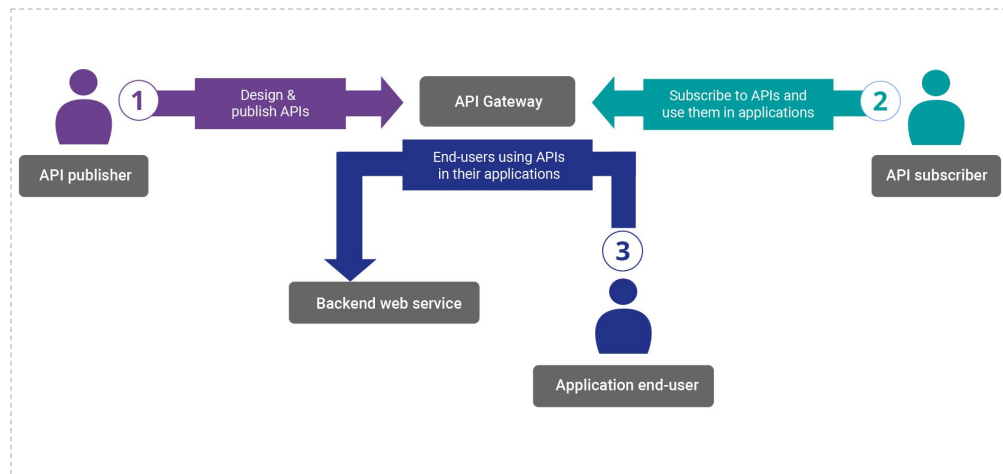 1
Design &
publish APIs
API Gateway
Subscribe to APIs and
use them in applications
2
API publisher
End-users using APIs
in their applications
API subscriber
3
Backend web service
Application end-user